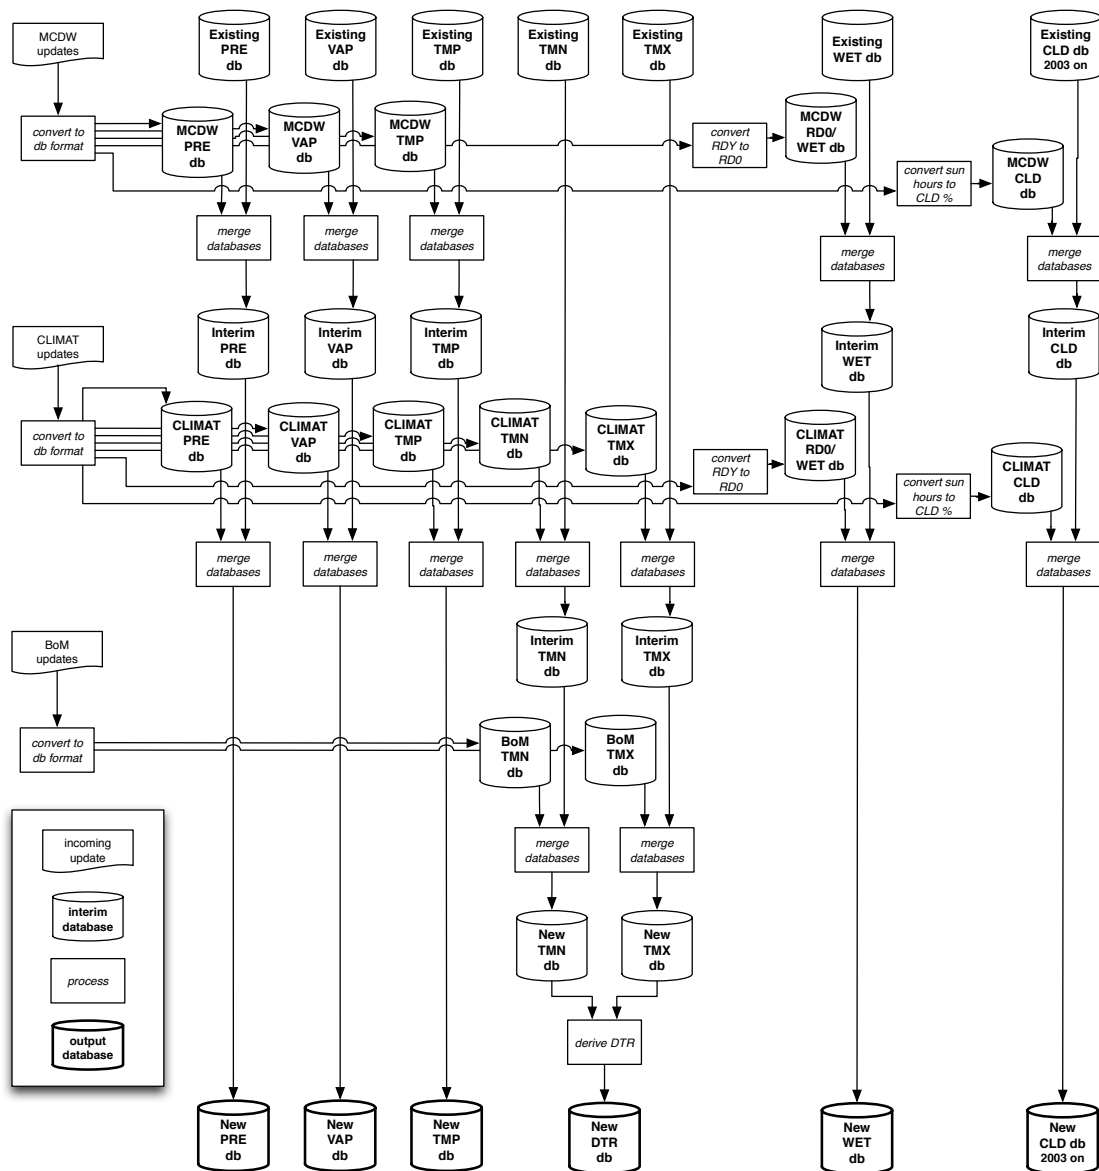 MCDW
updates
Existing
PRE
db
Existing
VAP
db
Existing
TMP
db
Existing
TMN
db
Existing
TMX
db
Existing
WET db
Existing
CLD db
2003 on
convert to
db format
MCDW
PRE
db
MCDW
VAP
db
MCDW
TMP
db
convert
RDY to
RD0
MCDW
RD0/
WET db
convert sun
hours to
CLD %
MCDW
CLD
db
merge
databases
merge
databases
merge
databases
merge
databases
merge
databases
CLIMAT
updates
Interim
PRE
db
Interim
VAP
db
Interim
TMP
db
Interim
WET
db
Interim
CLD
db
convert to
db format
CLIMAT
PRE
db
CLIMAT
VAP
db
CLIMAT
TMP
db
CLIMAT
TMN
db
CLIMAT
TMX
db
convert
RDY to
RD0
CLIMAT
RD0/
WET db
convert sun
hours to
CLD %
CLIMAT
CLD
db
merge
databases
merge
databases
merge
databases
merge
databases
merge
databases
merge
databases
merge
databases
BoM
updates
Interim
TMN
db
Interim
TMX
db
convert to
db format
BoM
TMN
db
BoM
TMX
db
merge
databases
merge
databases
incoming
update
interim
database
process
output
database
New
TMN
db
New
TMX
db
derive DTR
New
PRE
db
New
VAP
db
New
TMP
db
New
DTR
db
New
WET
db
New
CLD db
2003 on